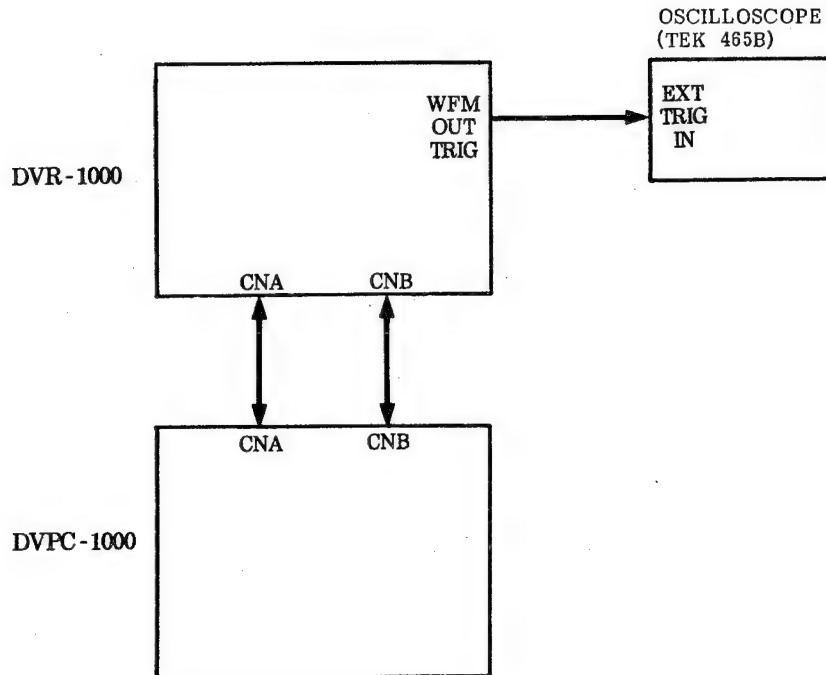 OSCILLOSCOPE
(TEK 465B)
WFM
OUT
TRIG
EXT
TRIG
IN
DVR-1000
CNA
CNB
CNA
CNB
DVPC-1000